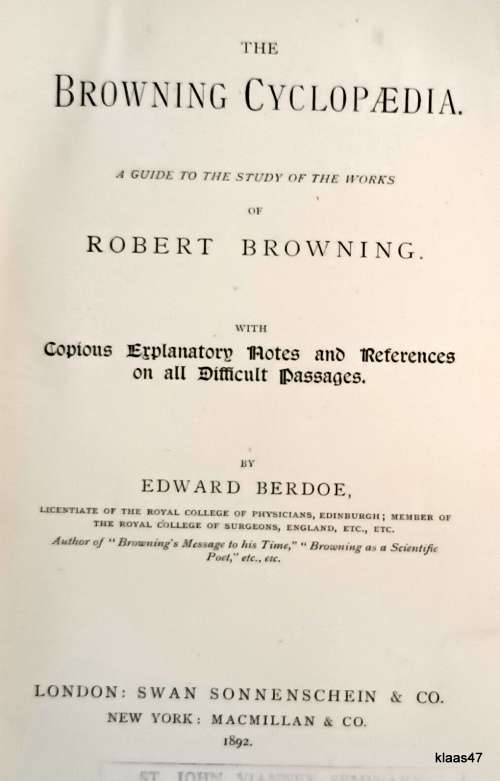 THE
BROWNING CYCLOPÆDIA.
A GUIDE TO THE STUDY OF THE WORKS
OF
ROBERT BROWNING.
WITH
Copious Explanatory Notes and References
on all Difficult Passages.
BY
EDWARD BERDOE,
LICENTIATE OF THE ROYAL COLLEGE OF PHYSICIANS, EDINBURGH; MEMBER OF
THE ROYAL COLLEGE OF SURGEONS, ENGLAND, ETC., ETC.
Author of "Browning's Message to his Time," "Browning as a Scientific
Poet," etc., etc.
LONDON: SWAN SONNENSCHEIN & CO.
NEW YORK: MACMILLAN & CO.
1892.
ST. JOHN VIANNEY
klaas47